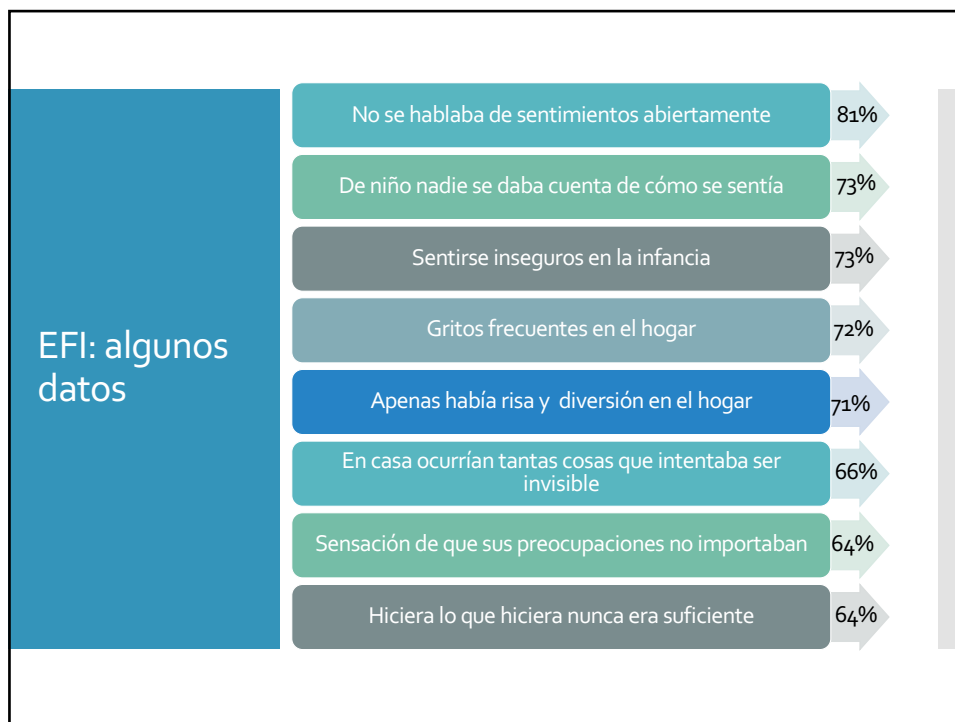 EFI: algunos
datos
No se hablaba de sentimientos abiertamente
81%
De niño nadie se daba cuenta de cómo se sentía
73%
Sentirse inseguros en la infancia
73%
Gritos frecuentes en el hogar
72%
Apenas había risa y  diversión en el hogar
71%
En casa ocurrían tantas cosas que intentaba ser
invisible
66%
Sensación de que sus preocupaciones no importaban
64%
Hiciera lo que hiciera nunca era suficiente
64%